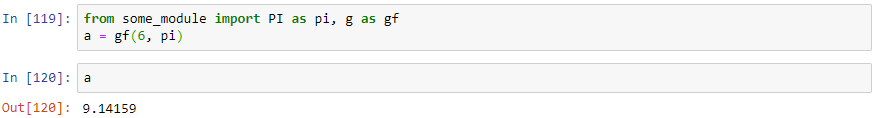 In [119]: from some_module import PI as pi, g as gf
a = gf(6, pi)
In [120]: a
Out[120]: 9.14159